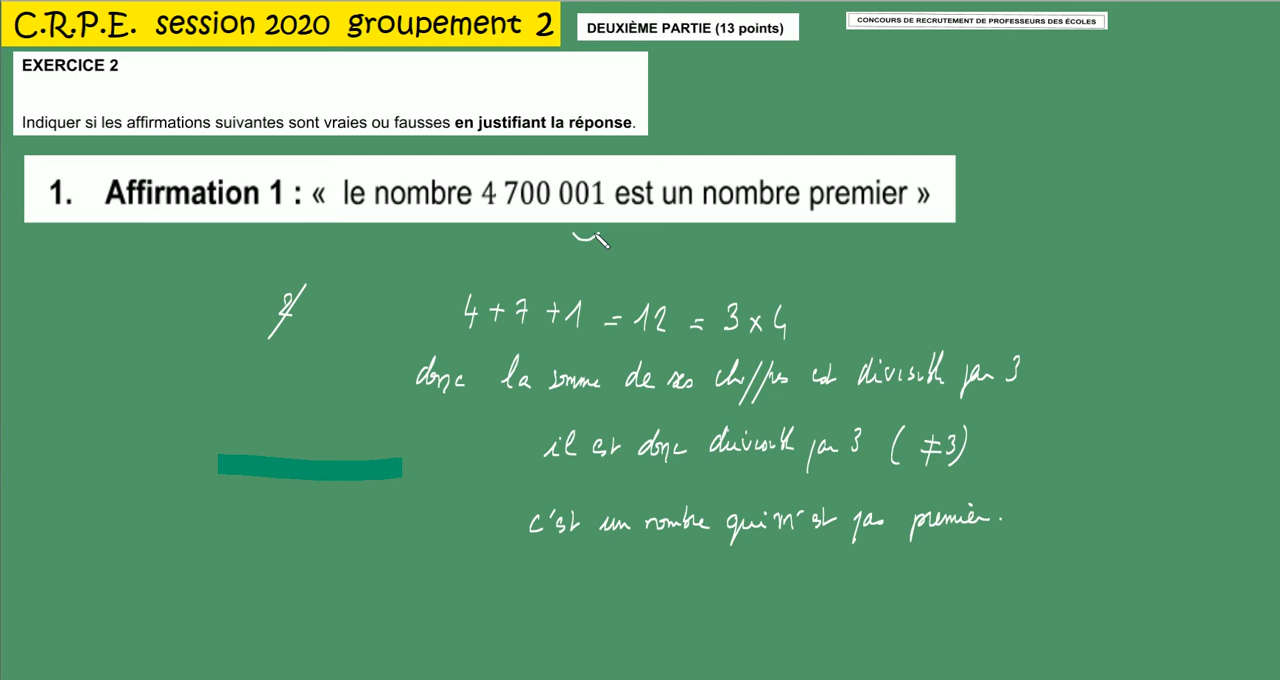 C.R.P.E. session 2020 groupement 2
DEUXIÈME PARTIE (13 points)
CONCOURS DE RECRUTEMENT DE PROFESSEURS DES ÉCOLES
EXERCICE 2
Indiquer si les affirmations suivantes sont vraies ou fausses en justifiant la réponse.
1. Affirmation 1 : « le nombre 4 700 001 est un nombre premier »
2
4 + 7 + 1 = 12 = 3 × 4
donc la somme de ses chiffres est divisible par 3
il est donc divisible par 3 ( ≠ 3)
c'est un nombre qui n'est pas premier.